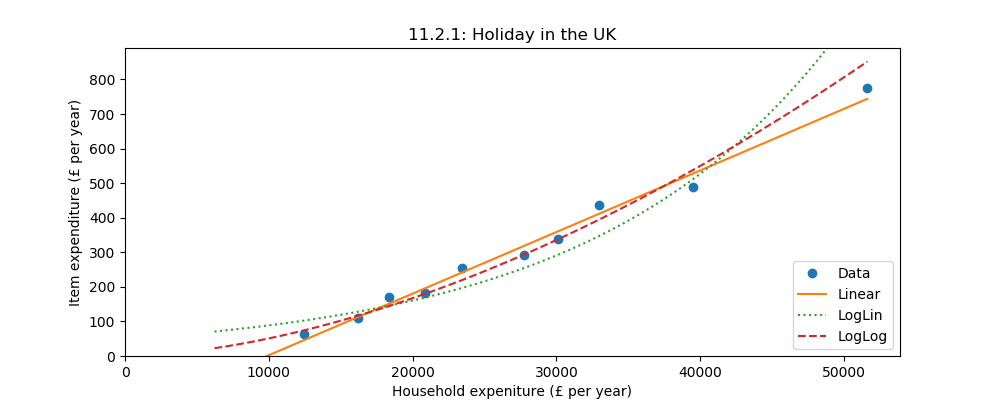 11.2.1: Holiday in the UK
Item expenditure (£ per year)
800
700
600
500
400
300
200
100
0
0 10000 20000 30000 40000 50000
Household expeniture (£ per year)
Data
Linear
LogLin
LogLog